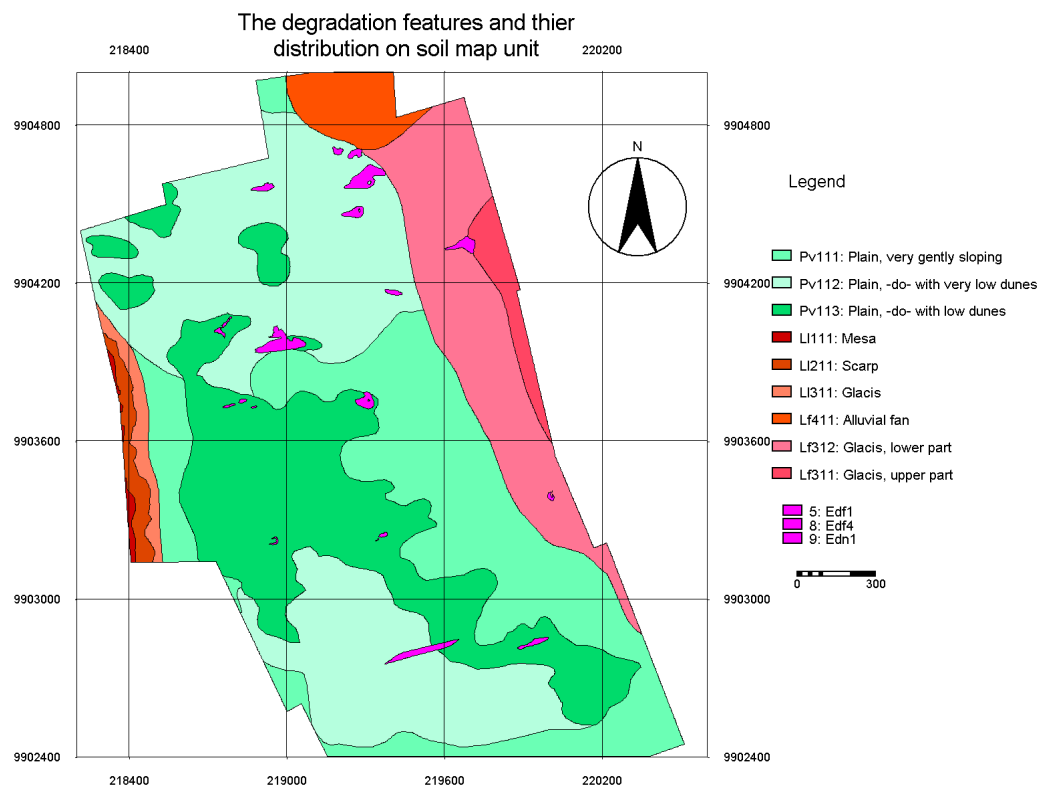 The degradation features and thier
distribution on soil map unit
218400
220200
9904800
9904800
N
Legend
Pv111: Plain, very gently sloping
9904200
9904200
Pv112: Plain, -do- with very low dunes
Pv113: Plain, -do- with low dunes
Ll111: Mesa
Ll211: Scarp
Ll311: Glacis
Lf411: Alluvial fan
9903600
9903600
Lf312: Glacis, lower part
Lf311: Glacis, upper part
5: Edf1
8: Edf4
9: Edn1
0
300
9903000
9903000
9902400
9902400
218400
219000
219600
220200